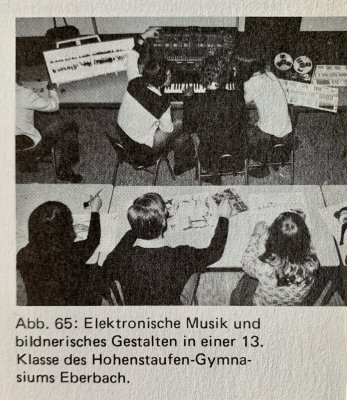 Abb. 65: Elektronische Musik und
bildnerisches Gestalten in einer 13.
Klasse des Hohenstaufen-Gymna-
siums Eberbach.